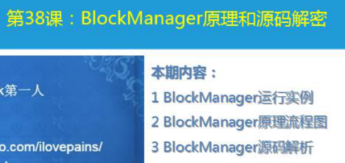 第38课：BlockManager原理和源码解密
本期内容：
k第一人
1 BlockManager运行实例
2 BlockManager原理流程图
o.com/ilovepains/
3 BlockManager源码解析